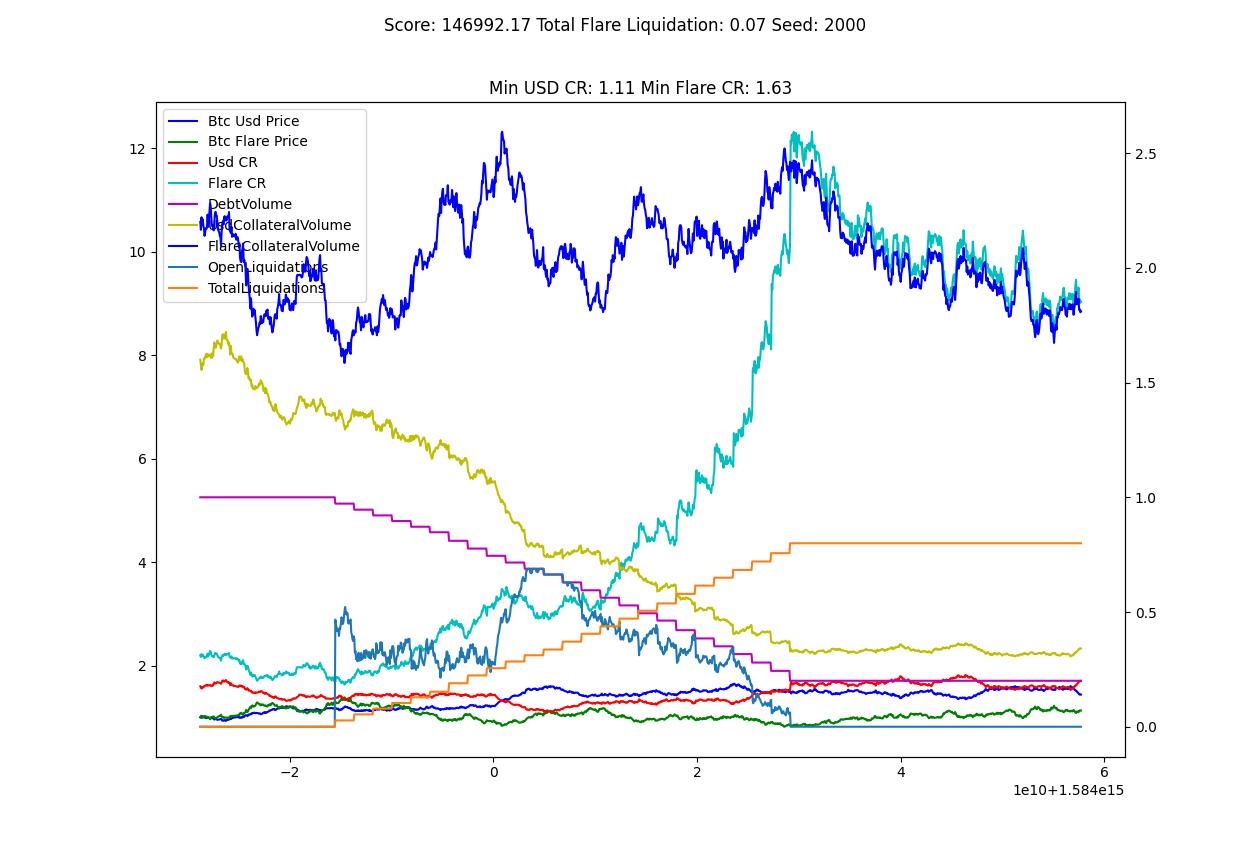 Score: 146992.17 Total Flare Liquidation: 0.07 Seed: 2000
Min USD CR: 1.11 Min Flare CR: 1.63
Btc Usd Price
Btc Flare Price
Usd CR
Flare CR
DebtVolume
UsdCollateralVolume
FlareCollateralVolume
OpenLiquidations
TotalLiquidations
12
10
8
6
4
2
2.5
2.0
1.5
1.0
0.5
0.0
−2
0
2
4
6
1e10+1.584e15